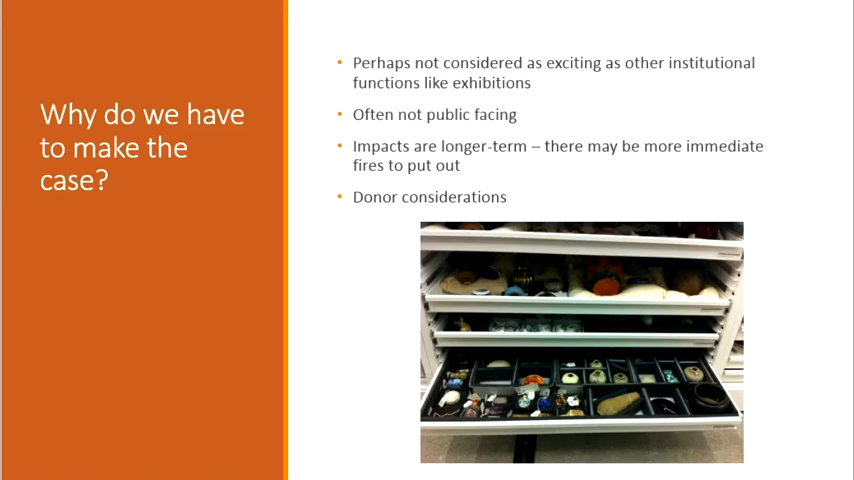 Why do we have
to make the
case?
• Perhaps not considered as exciting as other institutional
functions like exhibitions
• Often not public facing
• Impacts are longer-term – there may be more immediate
fires to put out
• Donor considerations